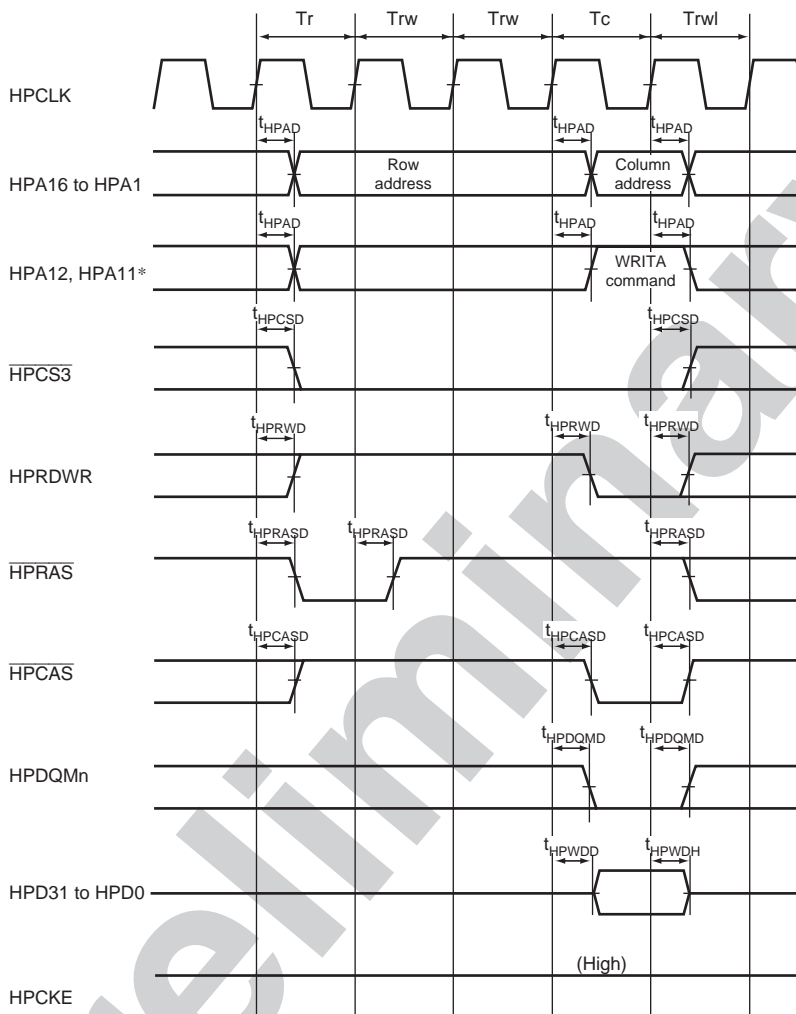 Tr Trw Trw Tc Trwl
HPCLK
tHPAD tHPAD tHPAD
HPA16 to HPA1
Row
address
Column
address
tHPAD tHPAD tHPAD
HPA12, HPA11*
WRITA
command
tHPCSD tHPCSD
HPCS3
tHPRWD tHPRWD tHPRWD
HPRDWR
tHPRASD tHPRASD tHPRASD
HPRAS
tHPCASD tHPCASD tHPCASD
HPCAS
tHPDQMD tHPDQMD
HPDQMn
tHPWDD tHPWDH
HPD31 to HPD0
(High)
HPCKE
eliminary